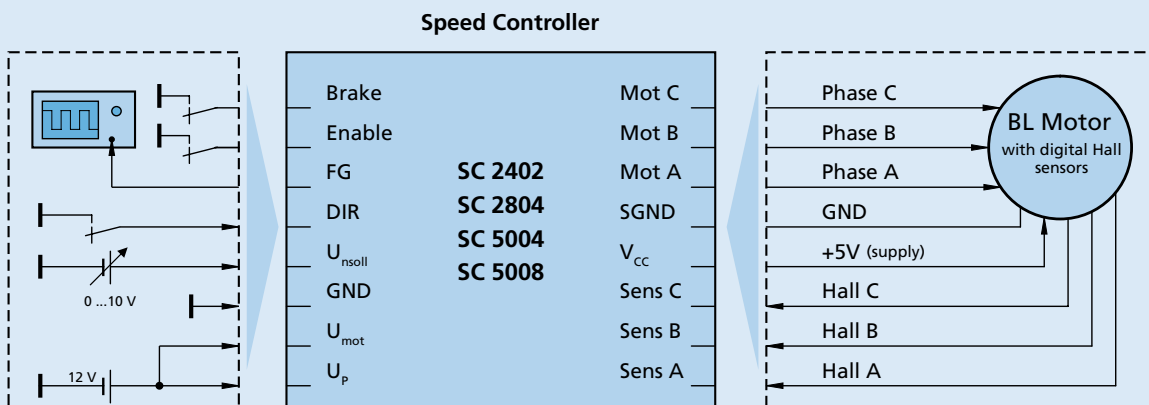 Speed Controller
0 ...10 V
12 V
Brake
Enable
FG
DIR
Unsoll
GND
Umot
UP
SC 2402
SC 2804
SC 5004
SC 5008
Mot C
Mot B
Mot A
SGND
VCC
Sens C
Sens B
Sens A
Phase C
Phase B
Phase A
GND
+5V (supply)
Hall C
Hall B
Hall A
BL Motor
with digital Hall
sensors